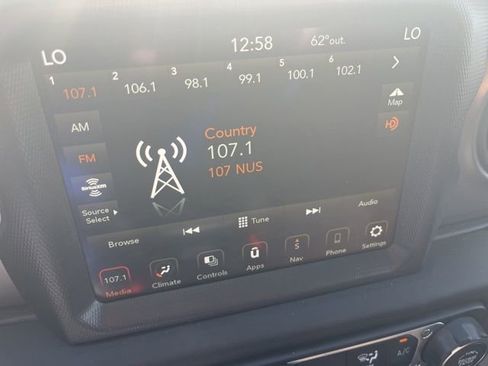 LO 12:58 62° out. LO
1 107.1 2 106.1 3 98.1 4 99.1 5 100.1 6 102.1
AM
Map
Country
FM
107.1
107 NUS
SiriusXM
Source Select
Browse
Tune
Audio
107.1
S
Media
Climate
Controls
Apps
Nav
Phone
Settings
A/C